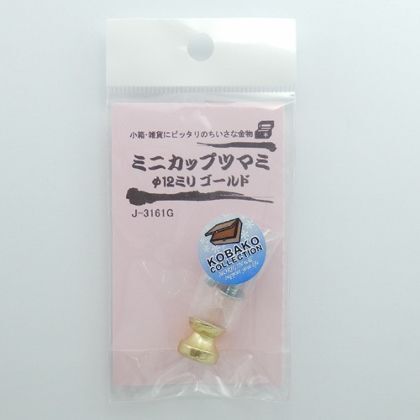 小箱・雑貨にピッタリのちいさな金物
ミニカップツマミ
φ12ミリ ゴールド
J-3161G
KOBAKO
COLLECTION